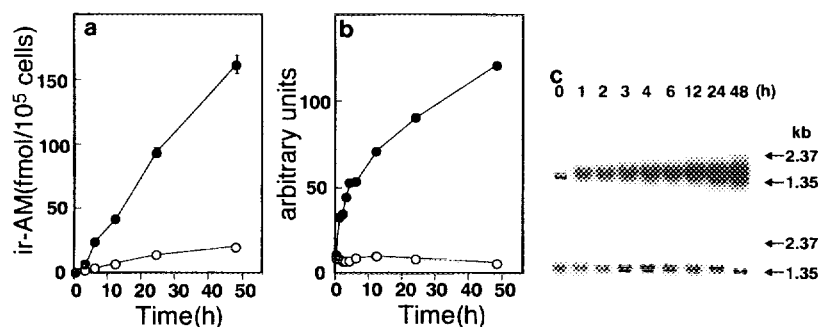 a
ir-AM(fmol/10⁵ cells)
150
100
50
0
0 10 20 30 40 50
Time(h)
b
arbitrary units
100
50
0
0 10 20 30 40 50
Time(h)
c
0 1 2 3 4 6 12 24 48 (h)
kb
←2.37
←1.35
←2.37
←1.35